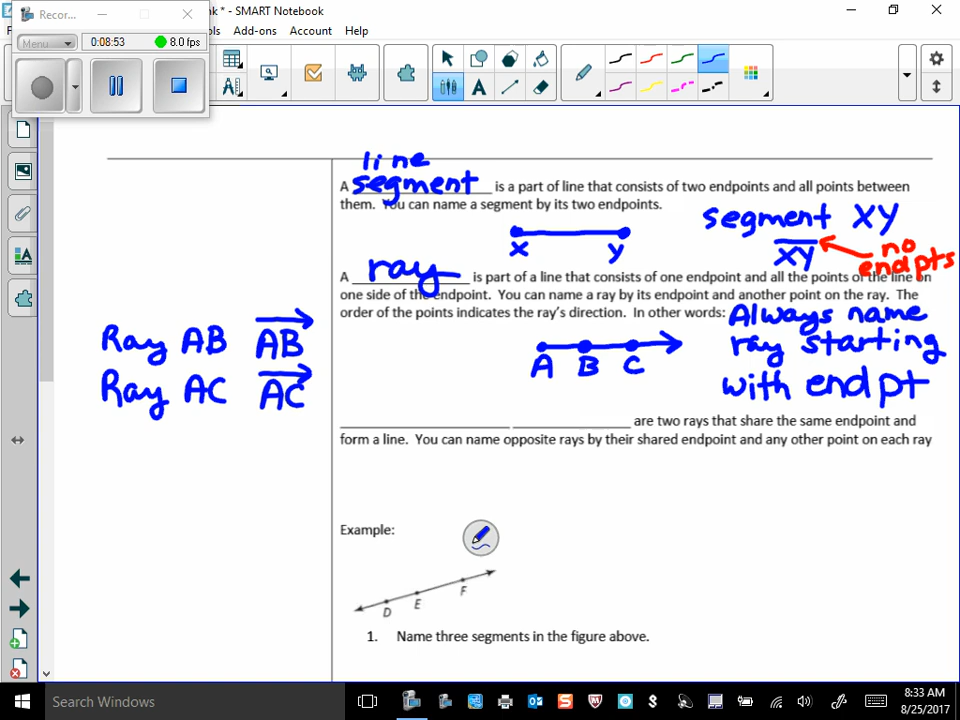 nk * - SMART Notebook
Recor...
Menu
0:08:53
8.0 fps
ols Add-ons Account Help
line
A segment is a part of line that consists of two endpoints and all points between
them. You can name a segment by its two endpoints.
segment XY
X Y
XY
no
end pts
A ray is part of a line that consists of one endpoint and all the points of the line on
one side of the endpoint. You can name a ray by its endpoint and another point on the ray. The
order of the points indicates the ray's direction. In other words: Always name
ray starting
with end pt
Ray AB AB
Ray AC AC
A B C
are two rays that share the same endpoint and
form a line. You can name opposite rays by their shared endpoint and any other point on each ray
Example:
D E F
1. Name three segments in the figure above.
Search Windows
8:33 AM
8/25/2017